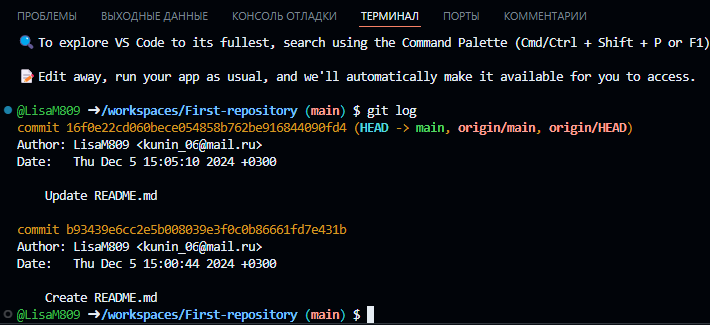 ПРОБЛЕМЫ ВЫХОДНЫЕ ДАННЫЕ КОНСОЛЬ ОТЛАДКИ ТЕРМИНАЛ ПОРТЫ КОММЕНТАРИИ
To explore VS Code to its fullest, search using the Command Palette (Cmd/Ctrl + Shift + P or F1)
Edit away, run your app as usual, and we'll automatically make it available for you to access.
@LisaM809 ➜/workspaces/First-repository (main) $ git log
commit 16f0e22cd060bece054858b762be916844090fd4 (HEAD -> main, origin/main, origin/HEAD)
Author: LisaM809 <kunin_06@mail.ru>
Date: Thu Dec 5 15:05:10 2024 +0300
Update README.md
commit b93439e6cc2e5b008039e3f0c0b86661fd7e431b
Author: LisaM809 <kunin_06@mail.ru>
Date: Thu Dec 5 15:00:44 2024 +0300
Create README.md
@LisaM809 ➜/workspaces/First-repository (main) $